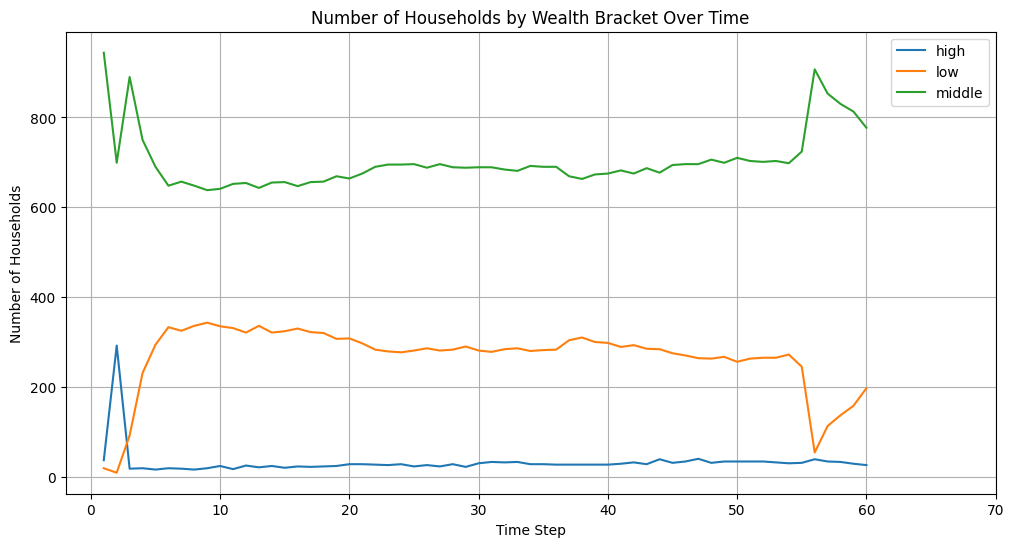 Number of Households by Wealth Bracket Over Time
high
low
middle
Number of Households
800
600
400
200
0
0 10 20 30 40 50 60 70
Time Step